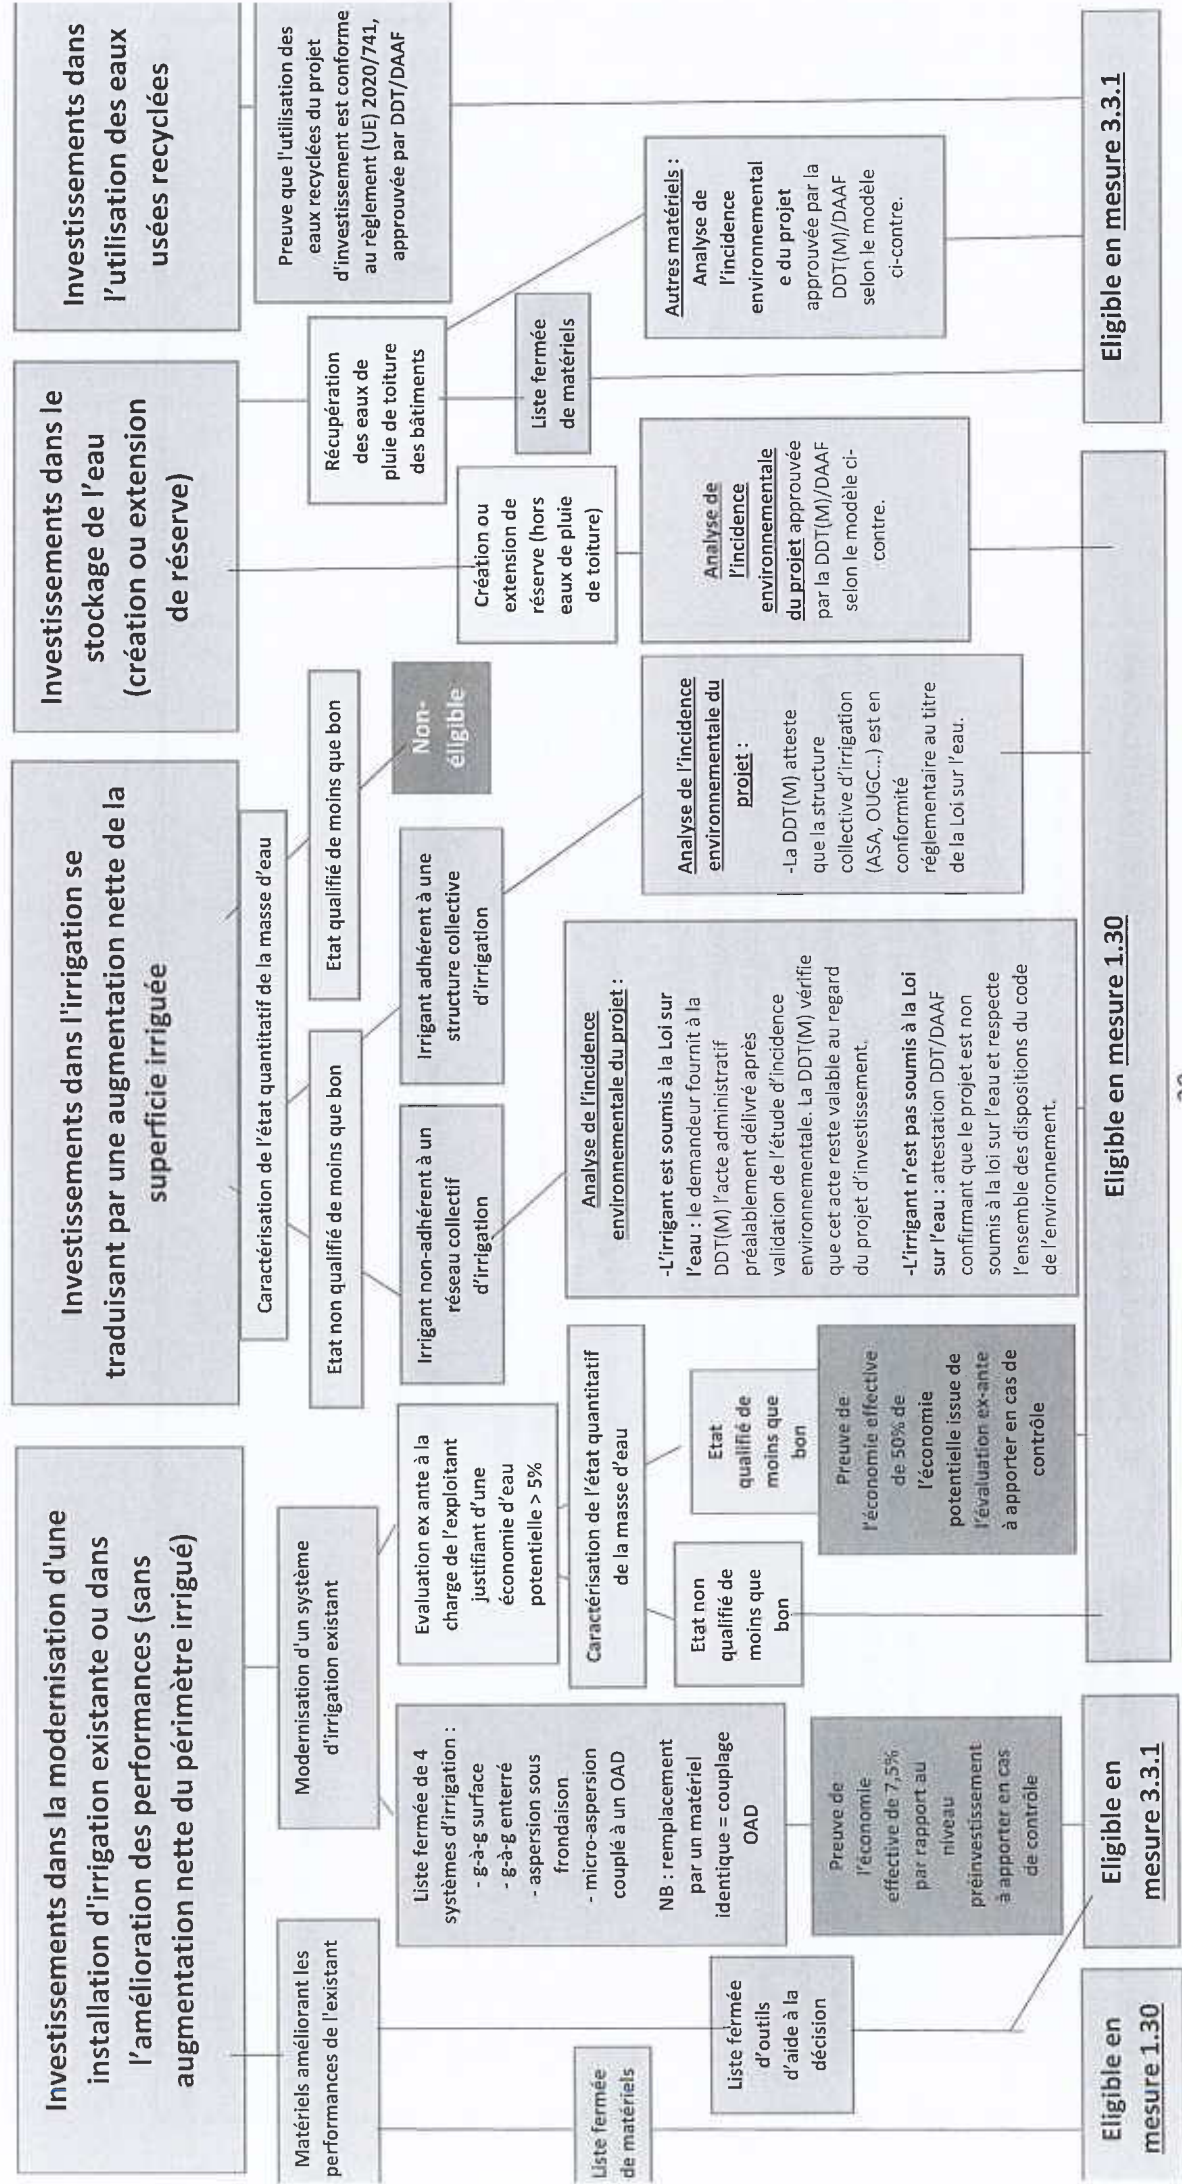 Investissements dans la modernisation d'une
installation d'irrigation existante ou dans
l'amélioration des performances (sans
augmentation nette du périmètre irrigué)
Matériels améliorant les
performances de l'existant
Liste fermée
de matériels
Eligible en
mesure 1.30
Liste fermée
d'outils
d'aide à la
décision
Modernisation d'un système
d'irrigation existant
Liste fermée de 4
systèmes d'irrigation :
- g-à-g surface
- g-à-g enterré
- aspersion sous
frondaison
- micro-aspersion
couplé à un OAD
NB : remplacement
par un matériel
identique = couplage
OAD
Preuve de
l'économie
effective de 7,5%
par rapport au
niveau
préinvestissement
à apporter en cas
de contrôle
Eligible en
mesure 3.3.1
Evaluation ex ante à la
charge de l'exploitant
justifiant d'une
économie d'eau
potentielle > 5%
Caractérisation de l'état quantitatif
de la masse d'eau
Etat non
qualifié de
moins que
bon
Etat
qualifié de
moins que
bon
Preuve de
l'économie effective
de 50% de
l'économie
potentielle issue de
l'évaluation ex-ante
à apporter en cas de
contrôle
Investissements dans l'irrigation se
traduisant par une augmentation nette de la
superficie irriguée
Caractérisation de l'état quantitatif de la masse d'eau
Etat non qualifié de moins que bon
Etat qualifié de moins que bon
Non-
éligible
Irrigant non-adhérent à un
réseau collectif
d'irrigation
Irrigant adhérent à une
structure collective
d'irrigation
Analyse de l'incidence
environnementale du projet :
-L'irrigant est soumis à la Loi sur
l'eau : le demandeur fournit à la
DDT(M) l'acte administratif
préalablement délivré après
validation de l'étude d'incidence
environnementale. La DDT(M) vérifie
que cet acte reste valable au regard
du projet d'investissement.
-L'irrigant n'est pas soumis à la Loi
sur l'eau : attestation DDT/DAAF
confirmant que le projet est non
soumis à la loi sur l'eau et respecte
l'ensemble des dispositions du code
de l'environnement.
Analyse de l'incidence
environnementale du
projet :
-La DDT(M) atteste
que la structure
collective d'irrigation
(ASA, OUGC...) est en
conformité
réglementaire au titre
de la Loi sur l'eau.
Eligible en mesure 1.30
Investissements dans le
stockage de l'eau
(création ou extension
de réserve)
Création ou
extension de
réserve (hors
eaux de pluie
de toiture)
Analyse de
l'incidence
environnementale
du projet approuvée
par la DDT(M)/DAAF
selon le modèle ci-
contre.
Récupération
des eaux de
pluie de toiture
des bâtiments
Liste fermée
de matériels
Autres matériels :
Analyse de
l'incidence
environnemental
e du projet
approuvée par la
DDT(M)/DAAF
selon le modèle
ci-contre.
Investissements dans
l'utilisation des eaux
usées recyclées
Preuve que l'utilisation des
eaux recyclées du projet
d'investissement est conforme
au règlement (UE) 2020/741,
approuvée par DDT/DAAF
Eligible en mesure 3.3.1